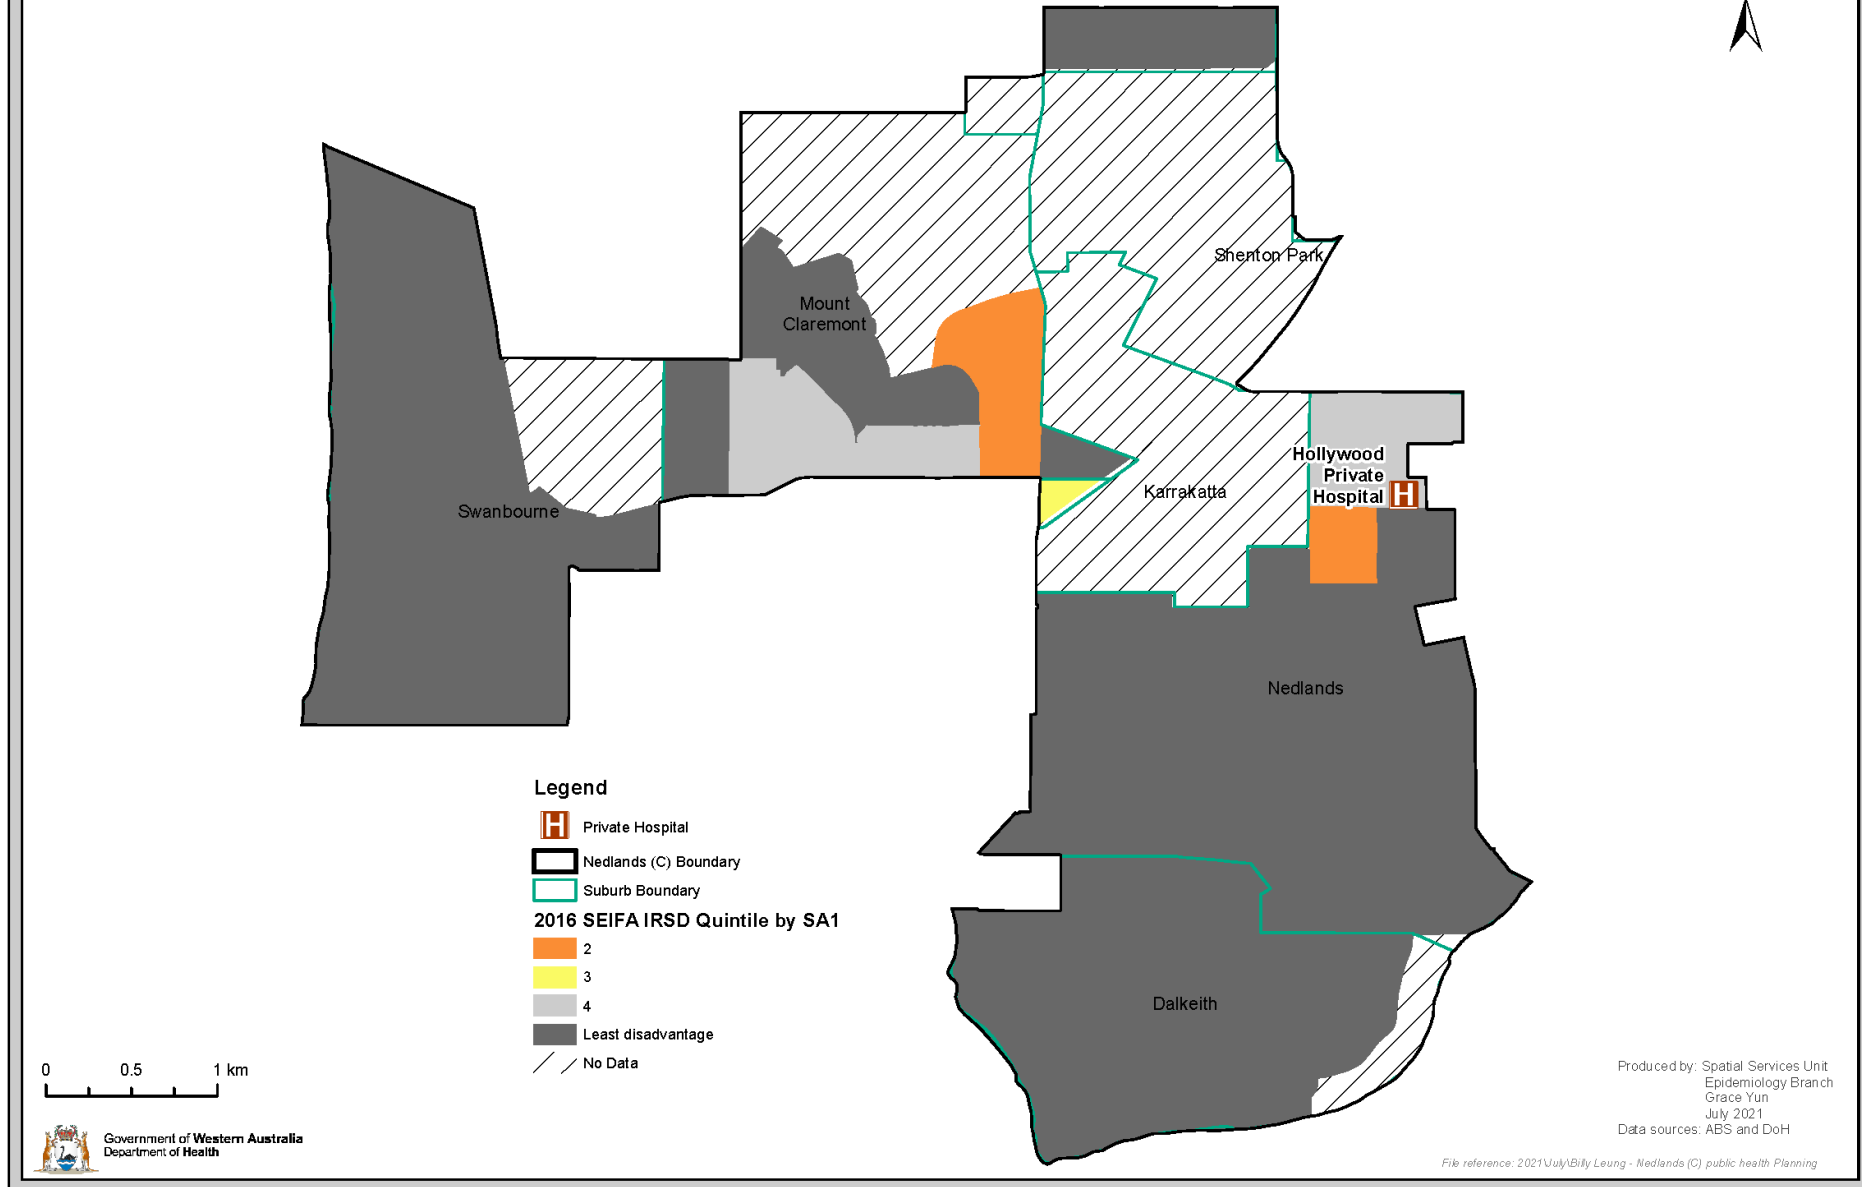 Shenton Park
Mount
Claremont
Hollywood
Private
Hospital
H
Karrakatta
Swanbourne
Nedlands
Dalkeith
Legend
H Private Hospital
Nedlands (C) Boundary
Suburb Boundary
2016 SEIFA IRSD Quintile by SA1
2
3
4
Least disadvantage
No Data
0 0.5 1 km
Government of Western Australia
Department of Health
Produced by: Spatial Services Unit
Epidemiology Branch
Grace Yun
July 2021
Data sources: ABS and DoH
File reference: 2021\July\Billy Leung - Nedlands (C) public health Planning